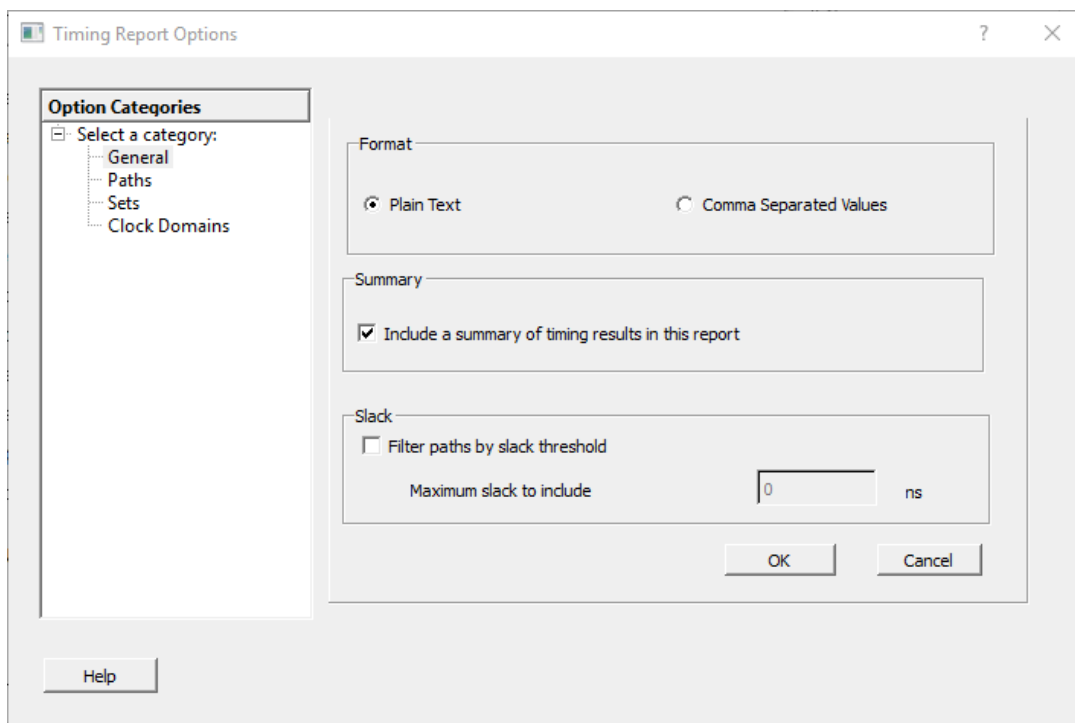 Timing Report Options
?
Option Categories
Select a category:
General
Paths
Sets
Clock Domains
Format
Plain Text
Comma Separated Values
Summary
Include a summary of timing results in this report
Slack
Filter paths by slack threshold
Maximum slack to include
0
ns
OK
Cancel
Help